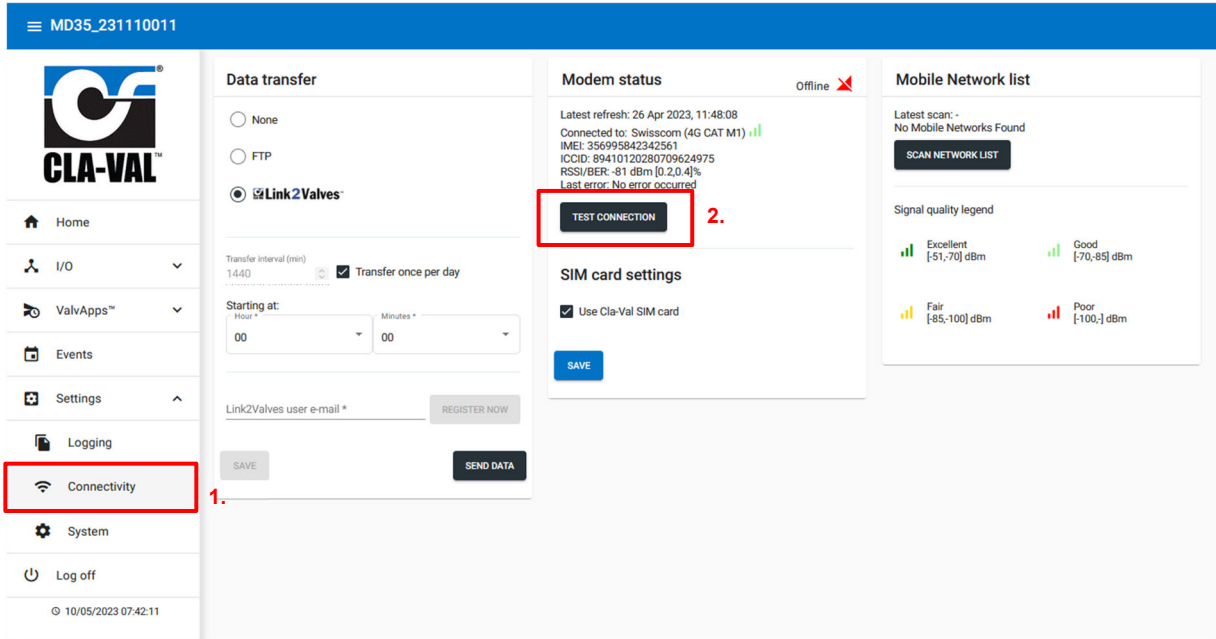 MD35_231110011
CLA-VAL™
®
Home
I/O
ValvApps™
Events
Settings
Logging
Connectivity
1.
System
Log off
10/05/2023 07:42:11
Data transfer
None
FTP
Link2Valves™
Transfer interval (min)
1440
Transfer once per day
Starting at:
Hour *
00
Minutes *
00
Link2Valves user e-mail *
REGISTER NOW
SAVE
SEND DATA
Modem status
Offline
Latest refresh: 26 Apr 2023, 11:48:08
Connected to: Swisscom (4G CAT M1)
IMEI: 356995842342561
ICCID: 89410120280709624975
RSSI/BER: -81 dBm [0.2,0.4]%
Last error: No error occurred
TEST CONNECTION
2.
SIM card settings
Use Cla-Val SIM card
SAVE
Mobile Network list
Latest scan: -
No Mobile Networks Found
SCAN NETWORK LIST
Signal quality legend
Excellent
[-51,-70] dBm
Good
[-70,-85] dBm
Fair
[-85,-100] dBm
Poor
[-100,-] dBm